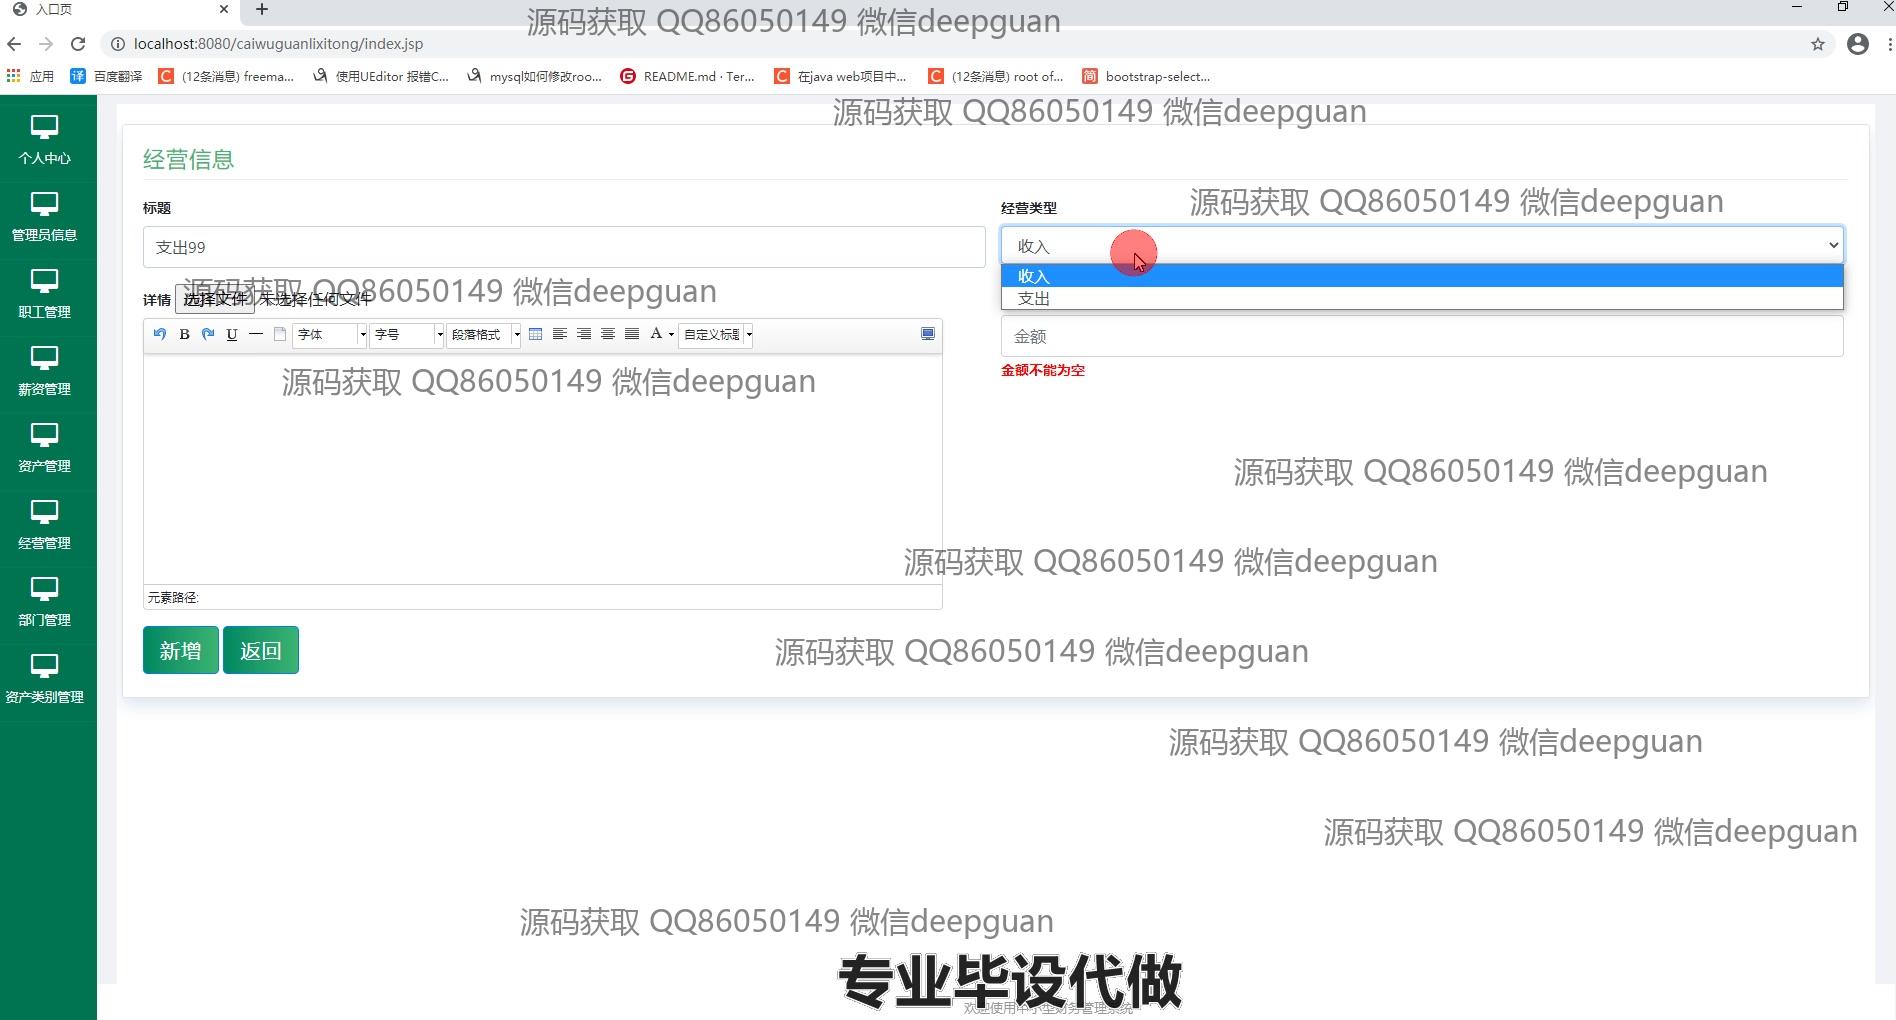 入口页
源码获取 QQ86050149 微信deepguan
localhost:8080/caiwuguanlixitong/index.jsp
应用 百度翻译 (12条消息) freema... 使用UEditor 报错C... mysql如何修改roo... README.md · Ter... 在java web项目中... (12条消息) root of... bootstrap-select...
源码获取 QQ86050149 微信deepguan
个人中心
经营信息
源码获取 QQ86050149 微信deepguan
标题
经营类型
管理员信息
支出99
收入
收入
支出
源码获取 QQ86050149 微信deepguan
详情 选择文件 未选择任何文件
职工管理
字体 字号 段落格式 自定义标题
金额
金额不能为空
源码获取 QQ86050149 微信deepguan
薪资管理
资产管理
源码获取 QQ86050149 微信deepguan
经营管理
源码获取 QQ86050149 微信deepguan
元素路径:
部门管理
新增 返回
源码获取 QQ86050149 微信deepguan
资产类别管理
源码获取 QQ86050149 微信deepguan
源码获取 QQ86050149 微信deepguan
源码获取 QQ86050149 微信deepguan
专业毕设代做
欢迎使用中小型财务管理系统